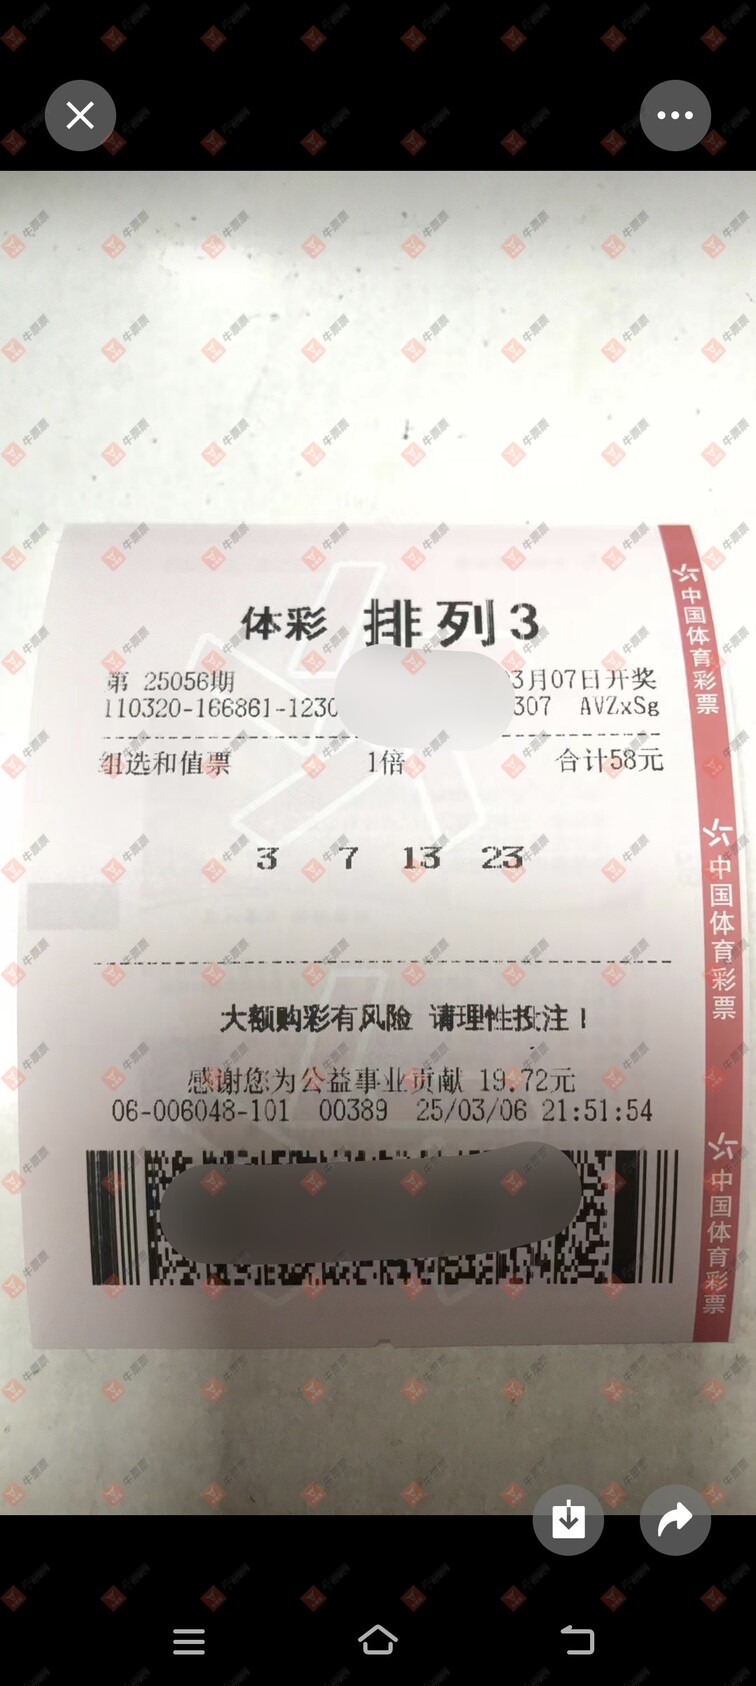 体彩 排列3
第 25056期 3月07日开奖
110320-166861-1230 307 AVZxSg
组选和值票 1倍 合计58元
3 7 13 23
大额购彩有风险 请理性投注!
感谢您为公益事业贡献 19.72元
06-006048-101 00389 25/03/06 21:51:54
中国体育彩票
中国体育彩票
中国体育彩票
牛票票